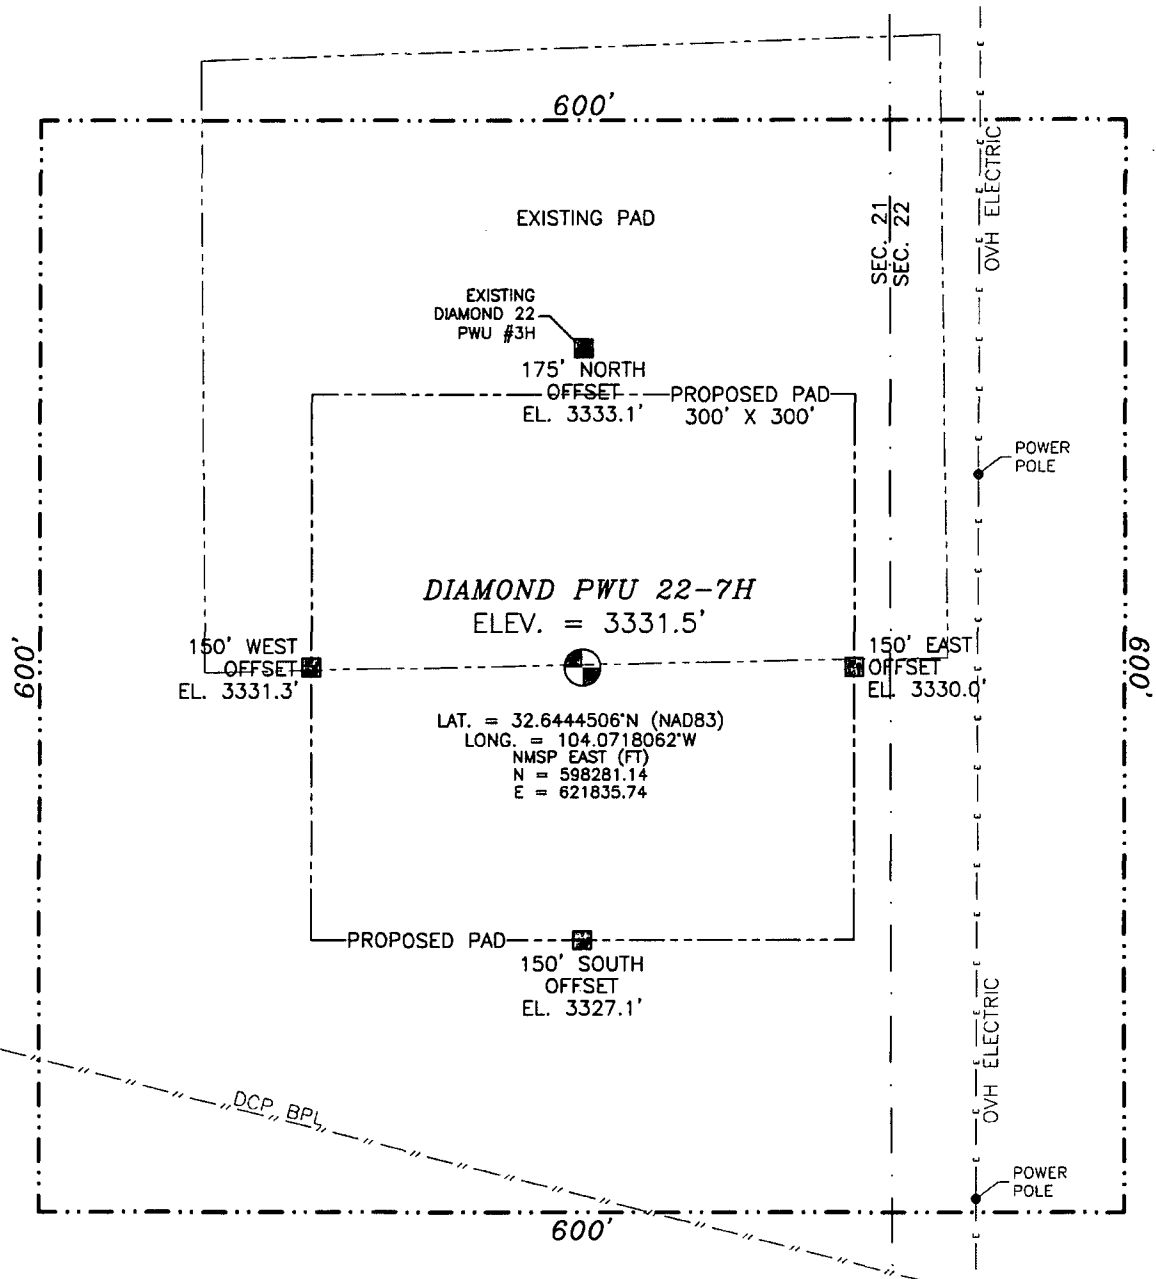 600'
EXISTING PAD
SEC. 21
SEC. 22
OVH ELECTRIC
EXISTING
DIAMOND 22
PWU #3H
175' NORTH
OFFSET
EL. 3333.1'
PROPOSED PAD
300' X 300'
POWER
POLE
DIAMOND PWU 22-7H
ELEV. = 3331.5'
600'
150' WEST
OFFSET
EL. 3331.3'
150' EAST
OFFSET
EL. 3330.0'
600'
LAT. = 32.6444506°N (NAD83)
LONG. = 104.0718062°W
NMSP EAST (FT)
N = 598281.14
E = 621835.74
PROPOSED PAD
150' SOUTH
OFFSET
EL. 3327.1'
OVH ELECTRIC
DCP BPL
POWER
POLE
600'